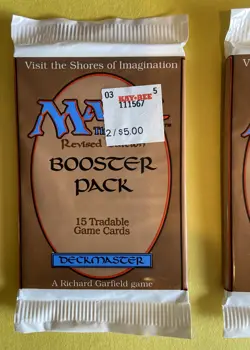 Visit the Shores of Imagination
03 KAY-BEE 5
111567
2/$5.00
Revised Edition
BOOSTER
PACK
15 Tradable
Game Cards
DECKMASTER
A Richard Garfield game